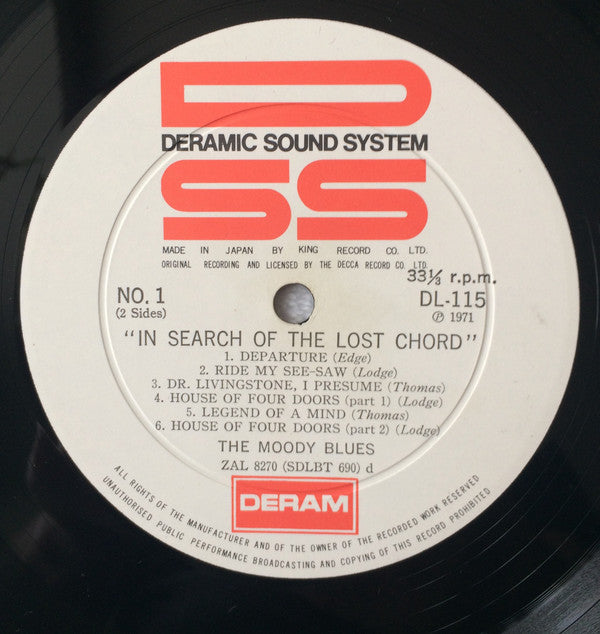 DSS
DERAMIC SOUND SYSTEM
MADE IN JAPAN BY KING RECORD CO. LTD.
ORIGINAL RECORDING AND LICENSED BY THE DECCA RECORD CO. LTD.
33⅓ r.p.m.
NO. 1 DL-115
(2 Sides) ℗ 1971
"IN SEARCH OF THE LOST CHORD"
1. DEPARTURE (Edge)
2. RIDE MY SEE-SAW (Lodge)
3. DR. LIVINGSTONE, I PRESUME (Thomas)
4. HOUSE OF FOUR DOORS (part 1) (Lodge)
5. LEGEND OF A MIND (Thomas)
6. HOUSE OF FOUR DOORS (part 2) (Lodge)
THE MOODY BLUES
ZAL 8270 (SDLBT 690) d
DERAM
ALL RIGHTS OF THE MANUFACTURER AND OF THE OWNER OF THE RECORDED WORK RESERVED
UNAUTHORISED PUBLIC PERFORMANCE BROADCASTING AND COPYING OF THIS RECORD PROHIBITED